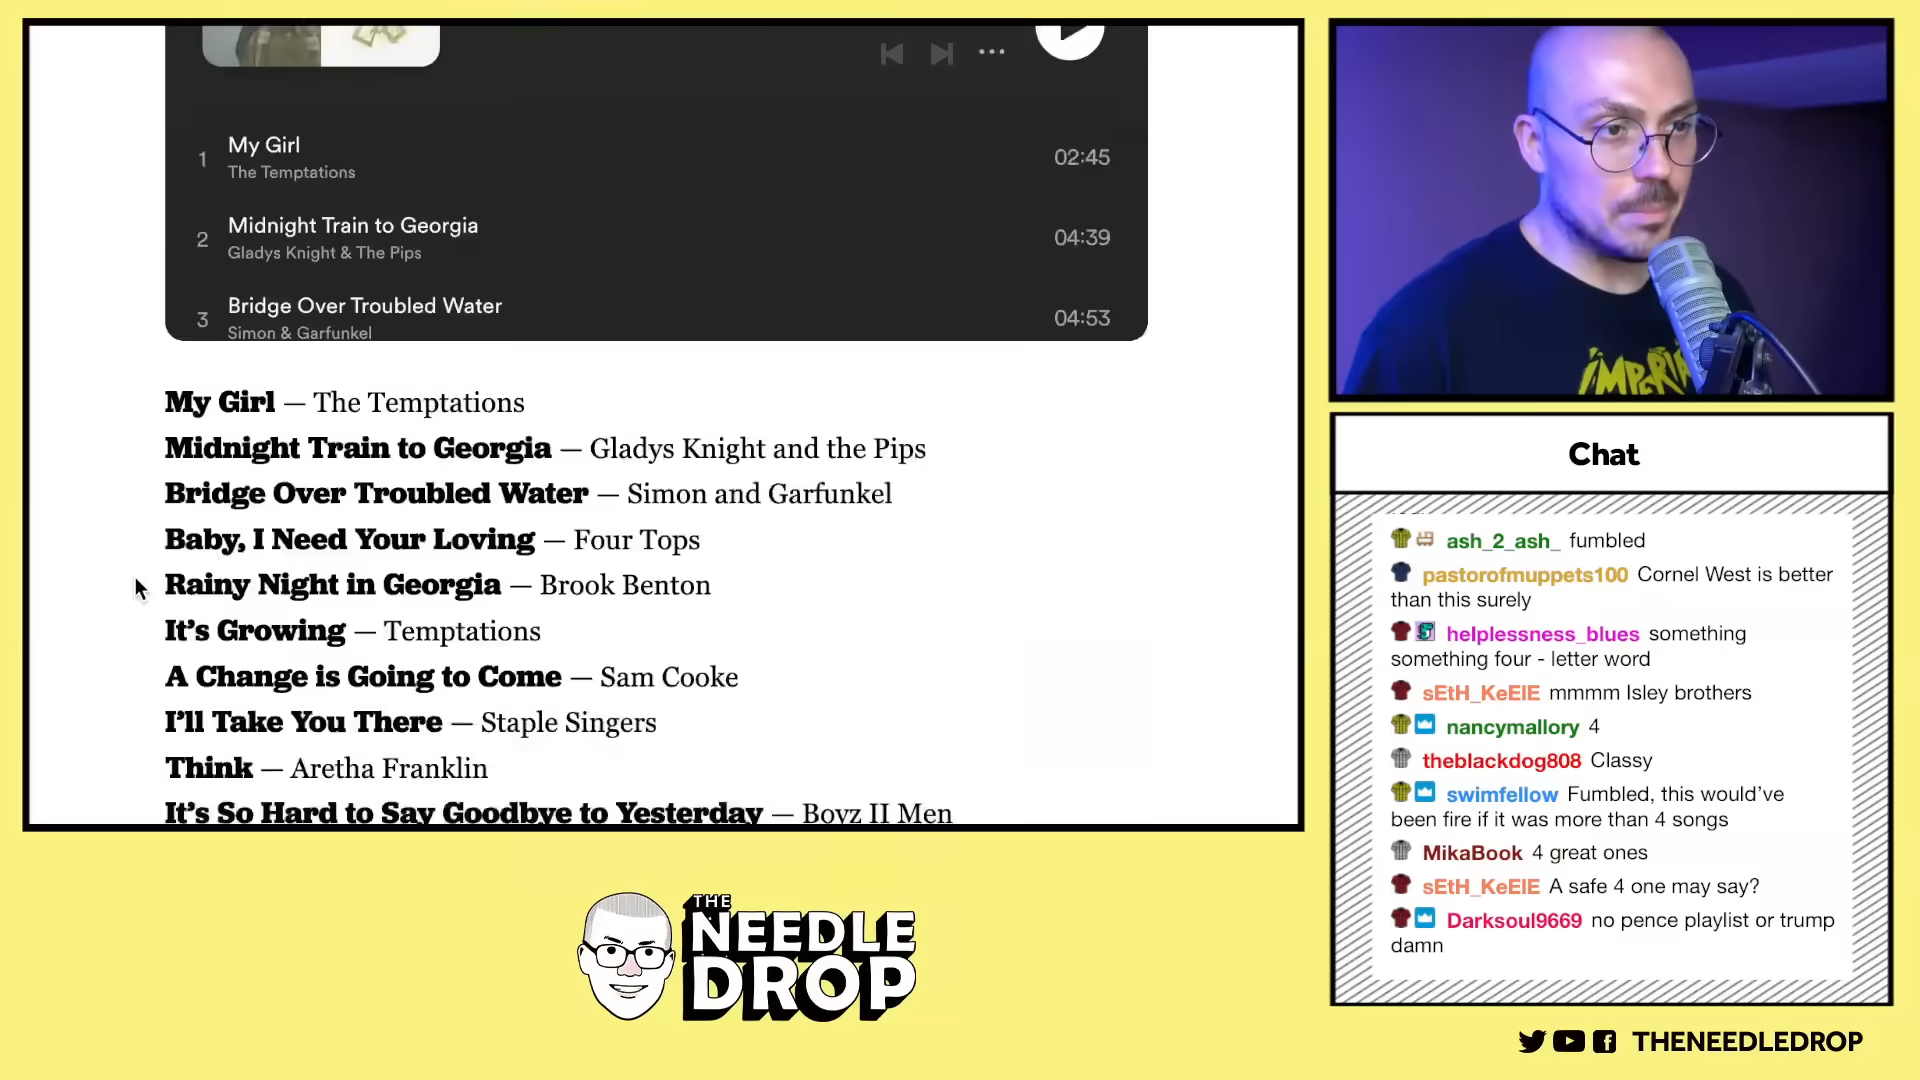 1
My Girl
02:45
The Temptations
2
Midnight Train to Georgia
04:39
Gladys Knight & The Pips
3
Bridge Over Troubled Water
04:53
Simon & Garfunkel
My Girl — The Temptations
Midnight Train to Georgia — Gladys Knight and the Pips
Bridge Over Troubled Water — Simon and Garfunkel
Baby, I Need Your Loving — Four Tops
Rainy Night in Georgia — Brook Benton
It’s Growing — Temptations
A Change is Going to Come — Sam Cooke
I’ll Take You There — Staple Singers
Think — Aretha Franklin
It’s So Hard to Say Goodbye to Yesterday — Boyz II Men
THE
NEEDLE
DROP
Chat
ash_2_ash_ fumbled
pastorofmuppets100 Cornel West is better
than this surely
helplessness_blues something
something four - letter word
sEtH_KeElE mmmm Isley brothers
nancymallory 4
theblackdog808 Classy
swimfellow Fumbled, this would’ve
been fire if it was more than 4 songs
MikaBook 4 great ones
sEtH_KeElE A safe 4 one may say?
Darksoul9669 no pence playlist or trump
damn
THENEEDLEDROP